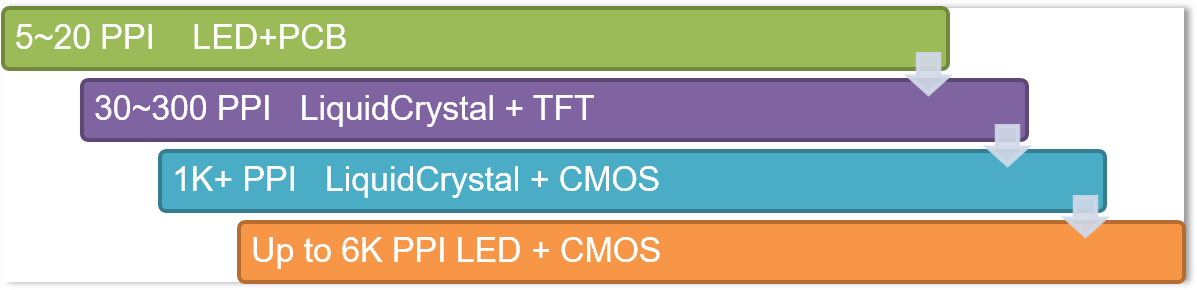 5~20 PPI    LED+PCB
30~300 PPI   LiquidCrystal + TFT
1K+ PPI   LiquidCrystal + CMOS
Up to 6K PPI LED + CMOS